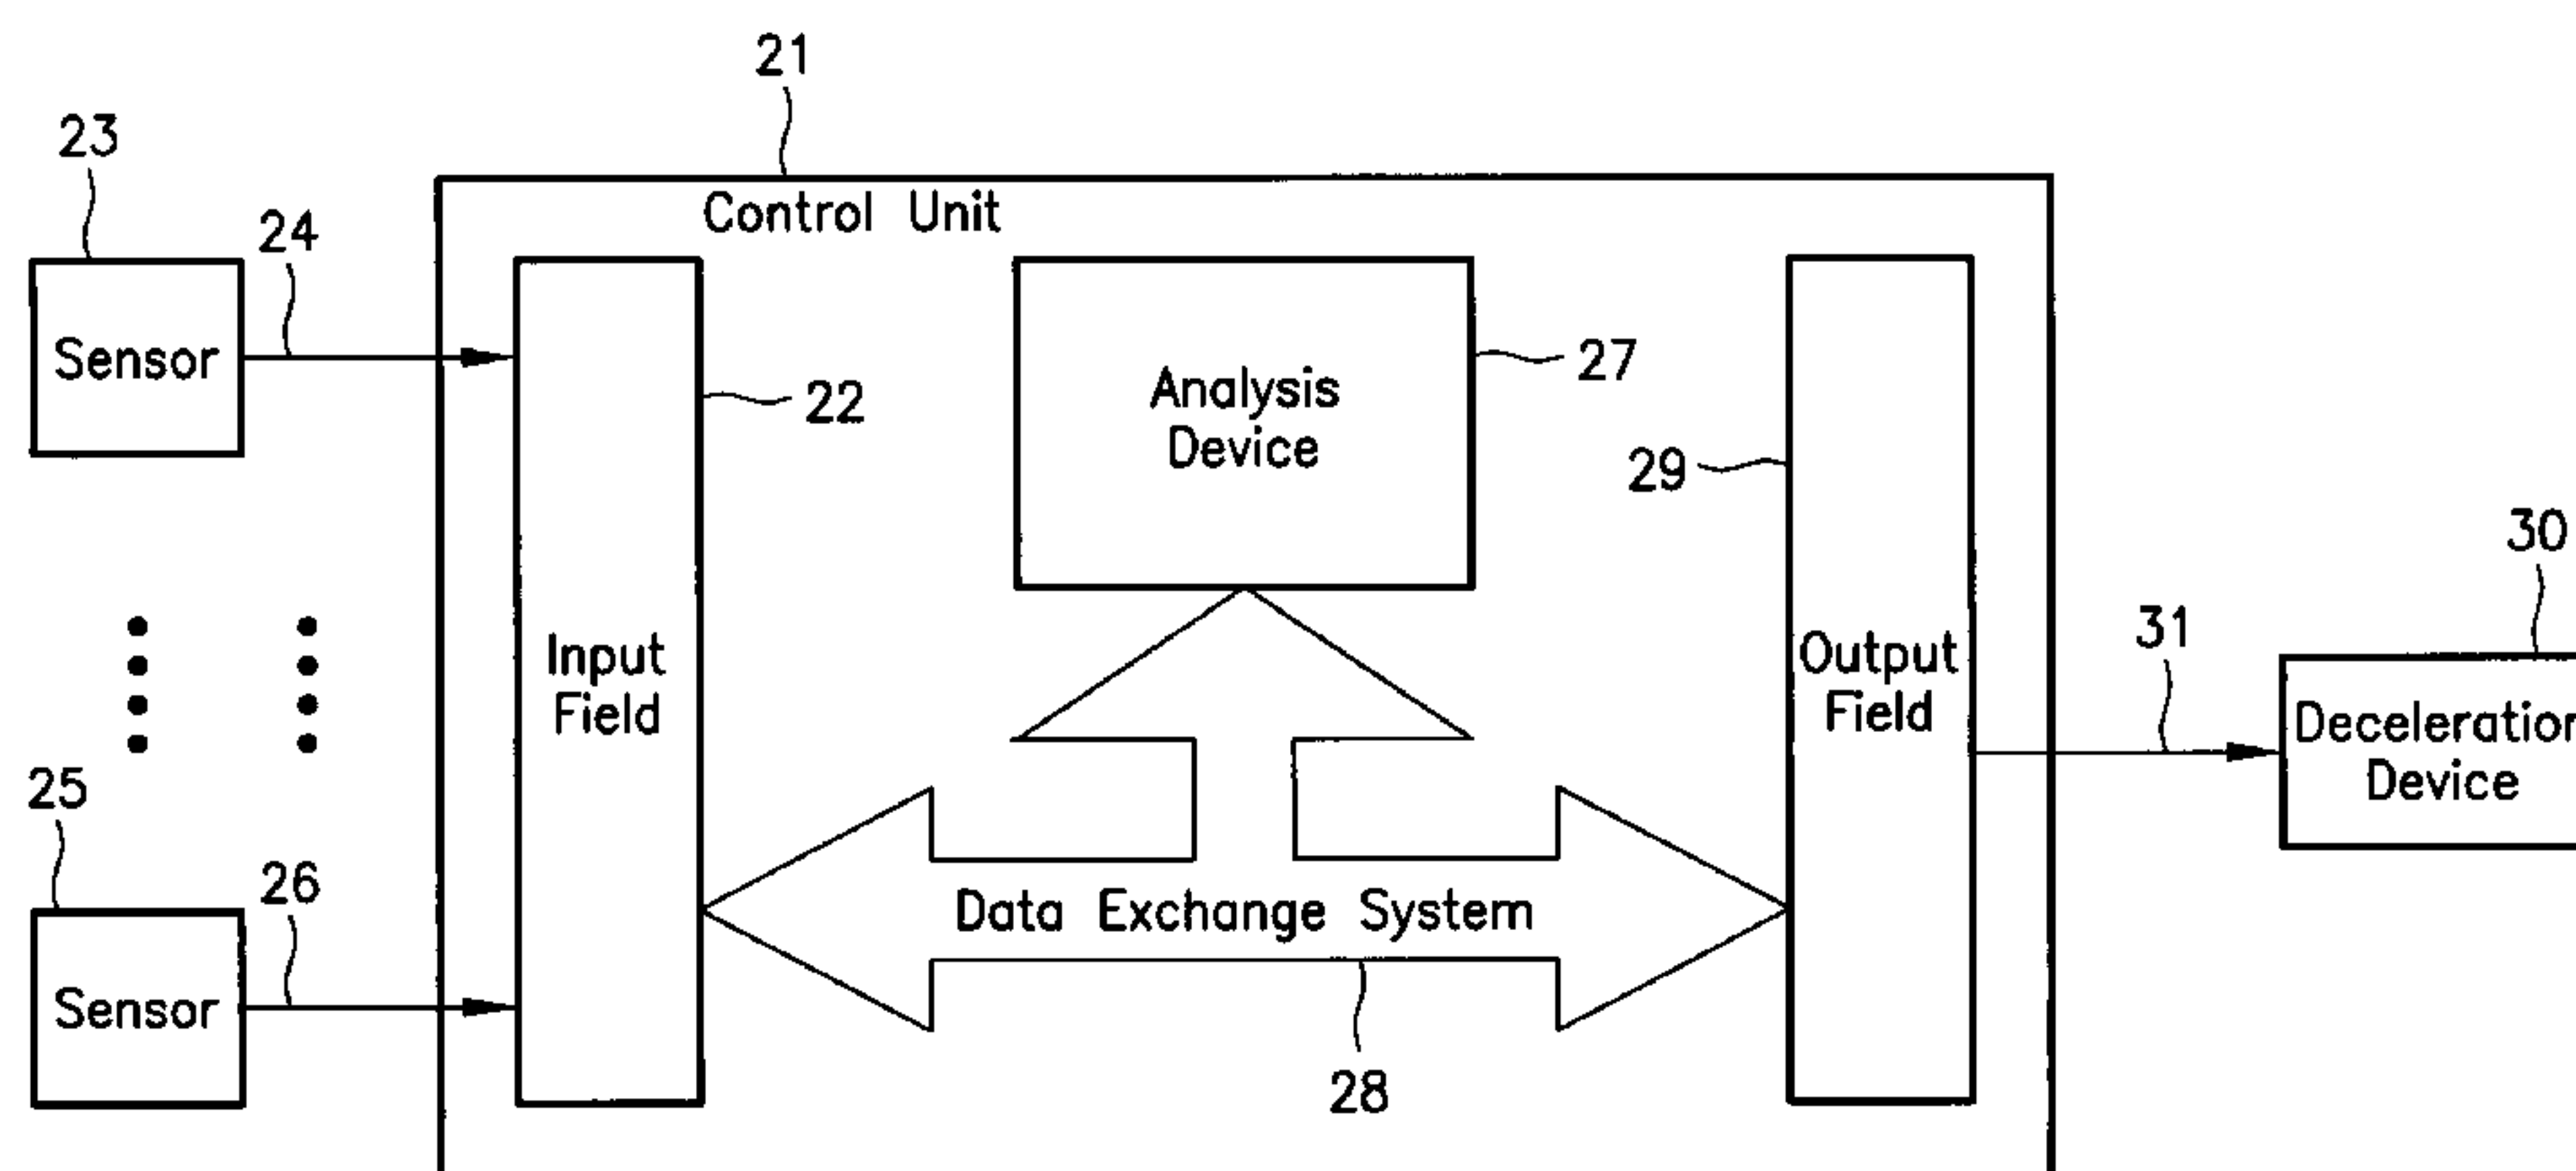 21
23
Control Unit
24
Sensor
Analysis
Device
27
22
29
30
Input
Field
Output
Field
31
Deceleration
Device
25
26
Data Exchange System
Sensor
28